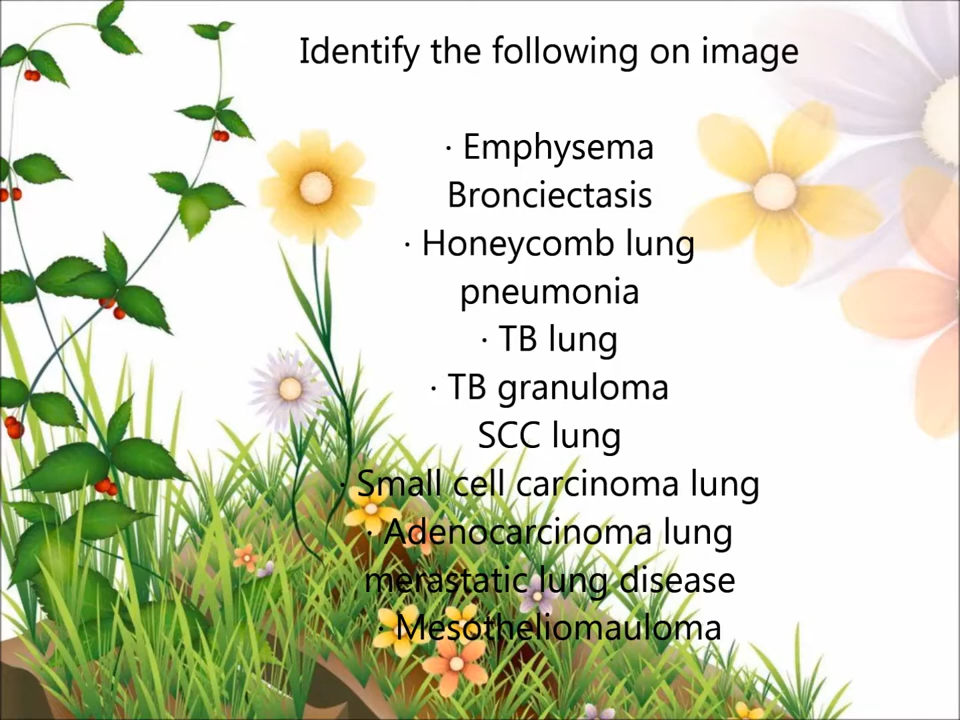 Identify the following on image
· Emphysema
Bronciectasis
· Honeycomb lung
pneumonia
· TB lung
· TB granuloma
SCC lung
· Small cell carcinoma lung
· Adenocarcinoma lung
merastatic lung disease
· Mesotheliomauloma